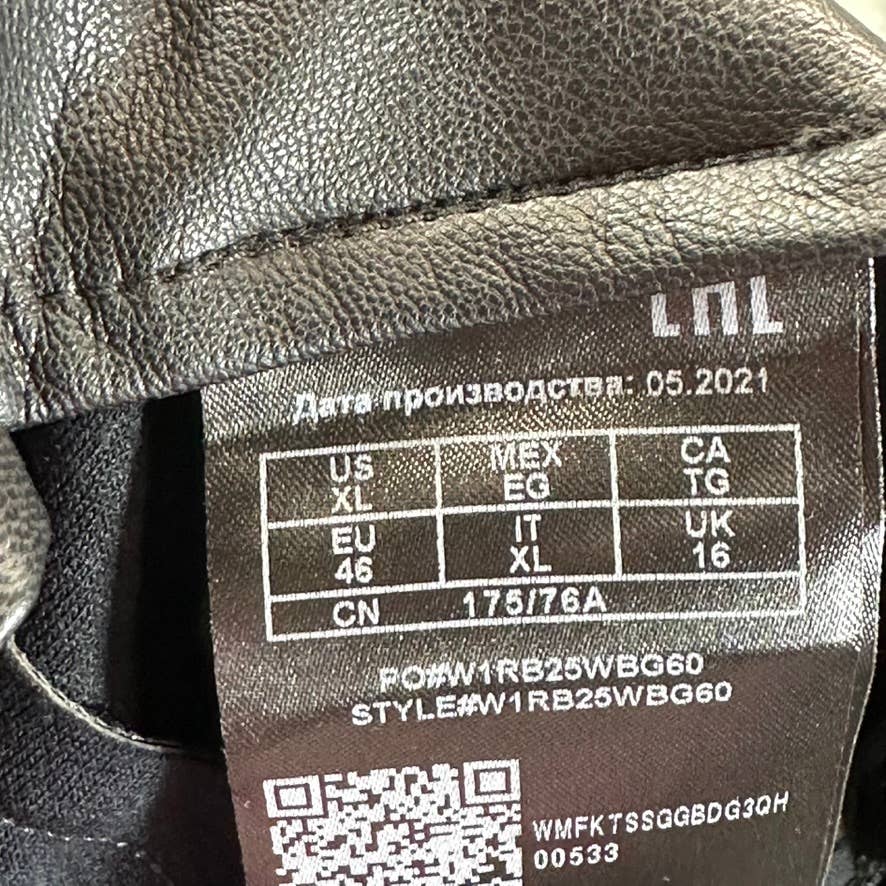 Дата производства: 05.2021
US MEX CA
XL EG TG
EU IT UK
46 XL 16
CN 175/76A
PO#W1RB25WBG60
STYLE#W1RB25WBG60
WMFKTSSGGBDG3QH
00533